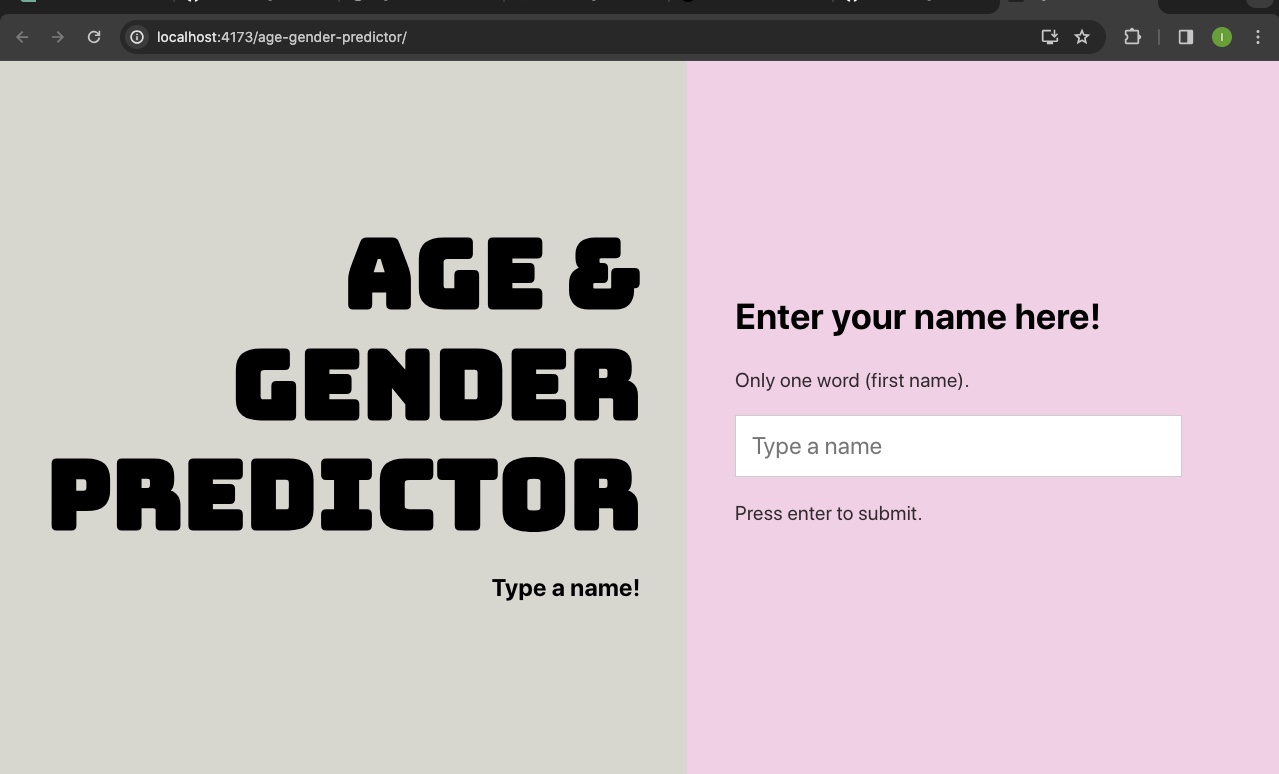 localhost:4173/age-gender-predictor/
I
AGE &
GENDER
PREDICTOR
Type a name!
Enter your name here!
Only one word (first name).
Type a name
Press enter to submit.